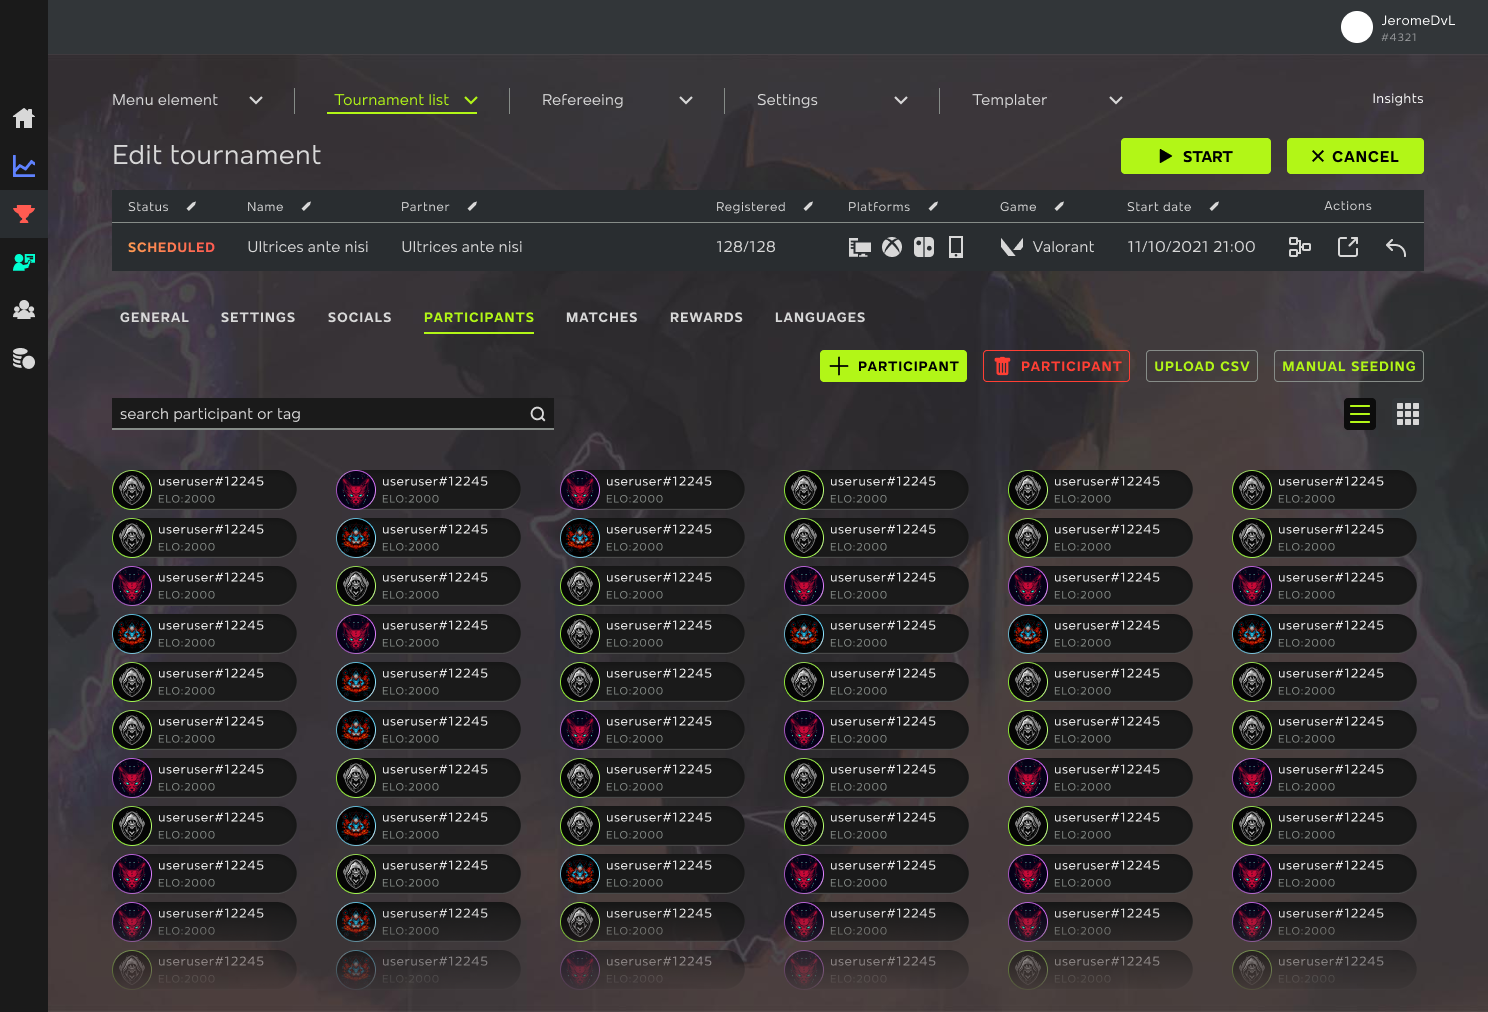 JeromeDvL
#4321
Menu element Tournament list Refereeing Settings Templater Insights
Edit tournament START CANCEL
Status Name Partner Registered Platforms Game Start date Actions
SCHEDULED Ultrices ante nisi Ultrices ante nisi 128/128 Valorant 11/10/2021 21:00
GENERAL SETTINGS SOCIALS PARTICIPANTS MATCHES REWARDS LANGUAGES
PARTICIPANT PARTICIPANT UPLOAD CSV MANUAL SEEDING
search participant or tag
useruser#12245 useruser#12245 useruser#12245 useruser#12245 useruser#12245 useruser#12245
ELO:2000 ELO:2000 ELO:2000 ELO:2000 ELO:2000 ELO:2000
useruser#12245 useruser#12245 useruser#12245 useruser#12245 useruser#12245 useruser#12245
ELO:2000 ELO:2000 ELO:2000 ELO:2000 ELO:2000 ELO:2000
useruser#12245 useruser#12245 useruser#12245 useruser#12245 useruser#12245 useruser#12245
ELO:2000 ELO:2000 ELO:2000 ELO:2000 ELO:2000 ELO:2000
useruser#12245 useruser#12245 useruser#12245 useruser#12245 useruser#12245 useruser#12245
ELO:2000 ELO:2000 ELO:2000 ELO:2000 ELO:2000 ELO:2000
useruser#12245 useruser#12245 useruser#12245 useruser#12245 useruser#12245 useruser#12245
ELO:2000 ELO:2000 ELO:2000 ELO:2000 ELO:2000 ELO:2000
useruser#12245 useruser#12245 useruser#12245 useruser#12245 useruser#12245 useruser#12245
ELO:2000 ELO:2000 ELO:2000 ELO:2000 ELO:2000 ELO:2000
useruser#12245 useruser#12245 useruser#12245 useruser#12245 useruser#12245 useruser#12245
ELO:2000 ELO:2000 ELO:2000 ELO:2000 ELO:2000 ELO:2000
useruser#12245 useruser#12245 useruser#12245 useruser#12245 useruser#12245 useruser#12245
ELO:2000 ELO:2000 ELO:2000 ELO:2000 ELO:2000 ELO:2000
useruser#12245 useruser#12245 useruser#12245 useruser#12245 useruser#12245 useruser#12245
ELO:2000 ELO:2000 ELO:2000 ELO:2000 ELO:2000 ELO:2000
useruser#12245 useruser#12245 useruser#12245 useruser#12245 useruser#12245 useruser#12245
ELO:2000 ELO:2000 ELO:2000 ELO:2000 ELO:2000 ELO:2000
useruser#12245 useruser#12245 useruser#12245 useruser#12245 useruser#12245 useruser#12245
ELO:2000 ELO:2000 ELO:2000 ELO:2000 ELO:2000 ELO:2000